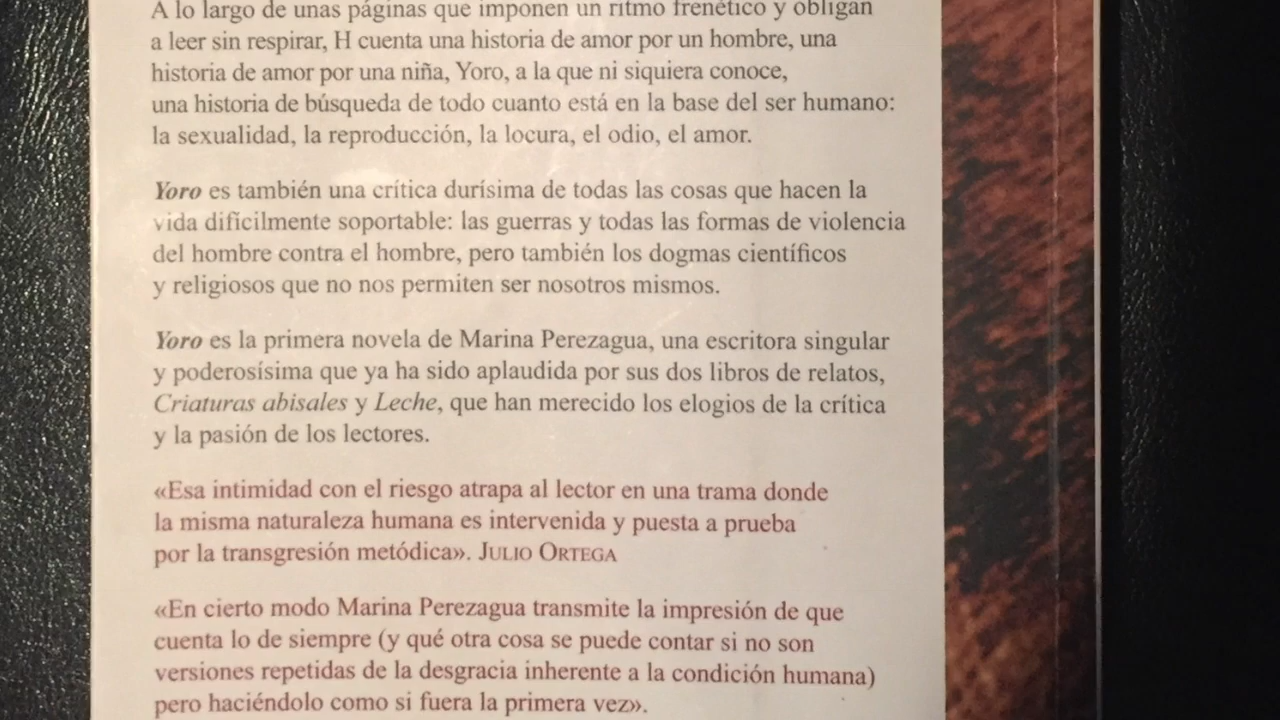 A lo largo de unas páginas que imponen un ritmo frenético y obligan
a leer sin respirar, H cuenta una historia de amor por un hombre, una
historia de amor por una niña, Yoro, a la que ni siquiera conoce,
una historia de búsqueda de todo cuanto está en la base del ser humano:
la sexualidad, la reproducción, la locura, el odio, el amor.
Yoro es también una crítica durísima de todas las cosas que hacen la
vida difícilmente soportable: las guerras y todas las formas de violencia
del hombre contra el hombre, pero también los dogmas científicos
y religiosos que no nos permiten ser nosotros mismos.
Yoro es la primera novela de Marina Perezagua, una escritora singular
y poderosísima que ya ha sido aplaudida por sus dos libros de relatos,
Criaturas abisales y Leche, que han merecido los elogios de la crítica
y la pasión de los lectores.
«Esa intimidad con el riesgo atrapa al lector en una trama donde
la misma naturaleza humana es intervenida y puesta a prueba
por la transgresión metódica». JULIO ORTEGA
«En cierto modo Marina Perezagua transmite la impresión de que
cuenta lo de siempre (y qué otra cosa se puede contar si no son
versiones repetidas de la desgracia inherente a la condición humana)
pero haciéndolo como si fuera la primera vez».